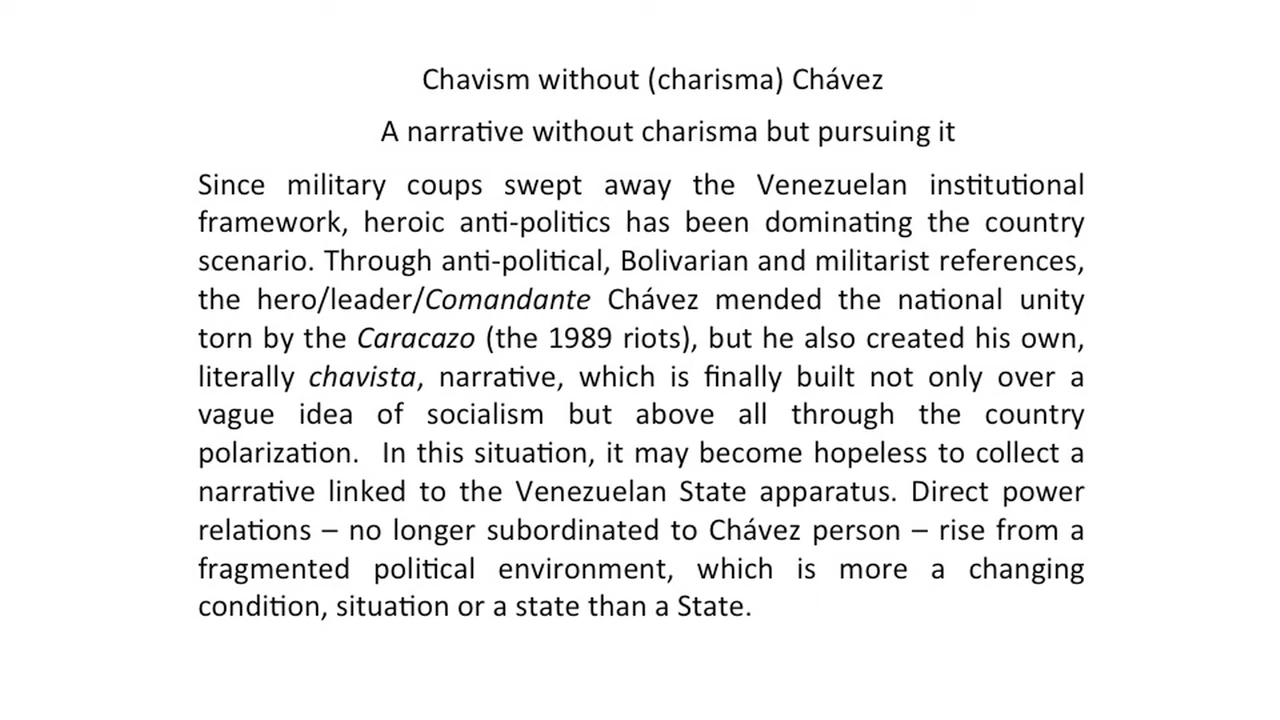 Chavism without (charisma) Chávez
A narrative without charisma but pursuing it
Since military coups swept away the Venezuelan institutional
framework, heroic anti-politics has been dominating the country
scenario. Through anti-political, Bolivarian and militarist references,
the hero/leader/Comandante Chávez mended the national unity
torn by the Caracazo (the 1989 riots), but he also created his own,
literally chavista, narrative, which is finally built not only over a
vague idea of socialism but above all through the country
polarization.  In this situation, it may become hopeless to collect a
narrative linked to the Venezuelan State apparatus. Direct power
relations – no longer subordinated to Chávez person – rise from a
fragmented political environment, which is more a changing
condition, situation or a state than a State.